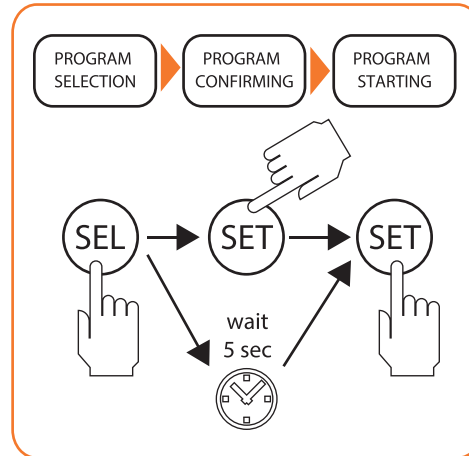 PROGRAM
SELECTION
PROGRAM
CONFIRMING
PROGRAM
STARTING
SEL
SET
SET
wait
5 sec